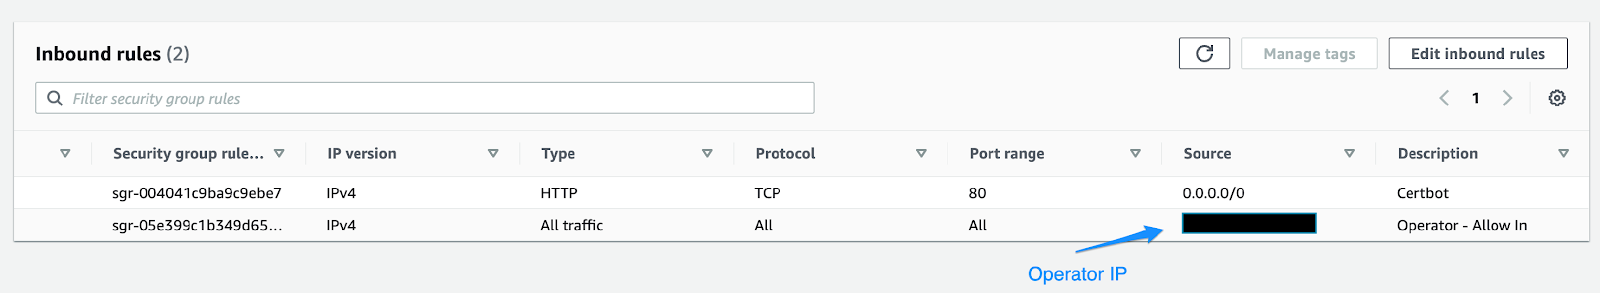 Inbound rules (2)
Manage tags
Edit inbound rules
Filter security group rules
1
Security group rule... IP version Type Protocol Port range Source Description
sgr-004041c9ba9c9ebe7 IPv4 HTTP TCP 80 0.0.0.0/0 Certbot
sgr-05e399c1b349d65... IPv4 All traffic All All Operator - Allow In
Operator IP